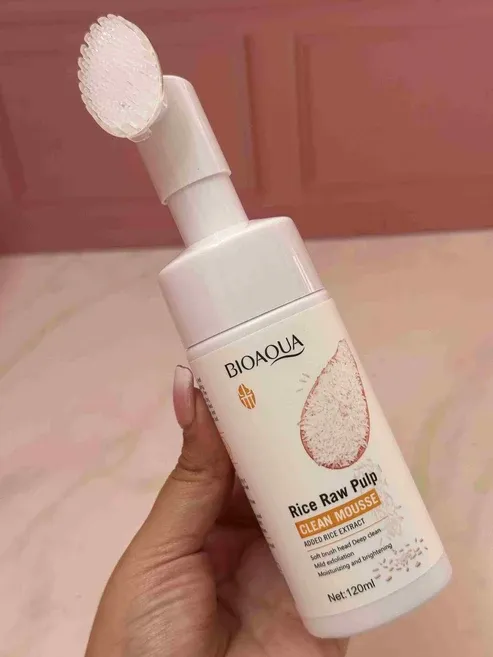 BIOAQUA
Rice Raw Pulp
CLEAN MOUSSE
ADDED RICE EXTRACT
Soft brush head Deep clean
Mild exfoliation
Moisturizing and brightening
Net:120ml